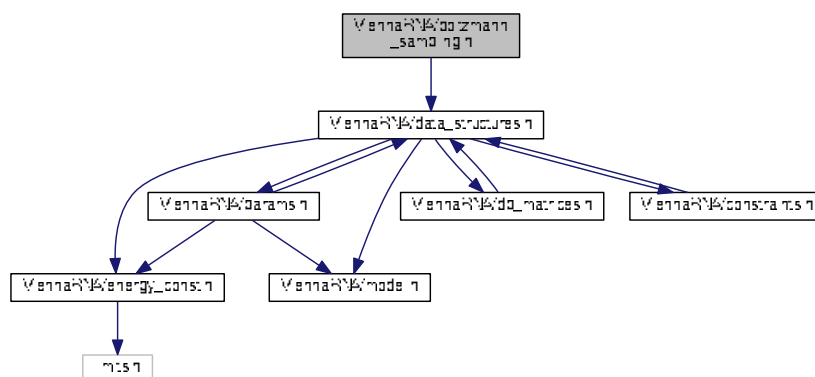 ViennaRNA/boltzmann
_sampling.h
ViennaRNA/data_structures.h
ViennaRNA/params.h
ViennaRNA/dp_matrices.h
ViennaRNA/constraints.h
ViennaRNA/energy_const.h
ViennaRNA/model.h
limits.h